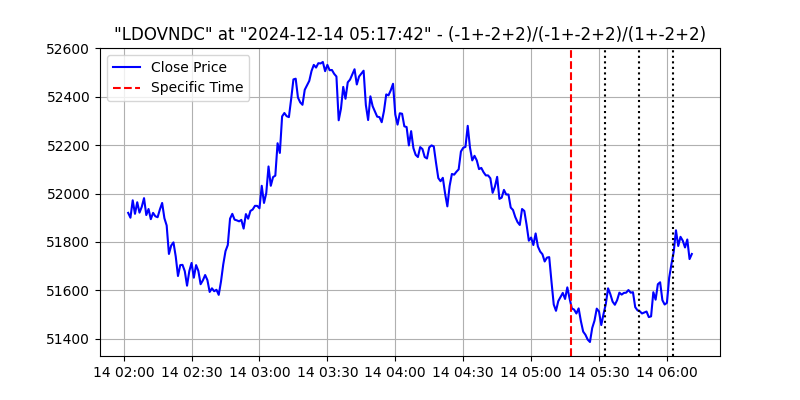 "LDOVNDC" at "2024-12-14 05:17:42" - (-1+-2+2)/(-1+-2+2)/(1+-2+2)
52600
52400
52200
52000
51800
51600
51400
Close Price
Specific Time
14 02:00 14 02:30 14 03:00 14 03:30 14 04:00 14 04:30 14 05:00 14 05:30 14 06:00